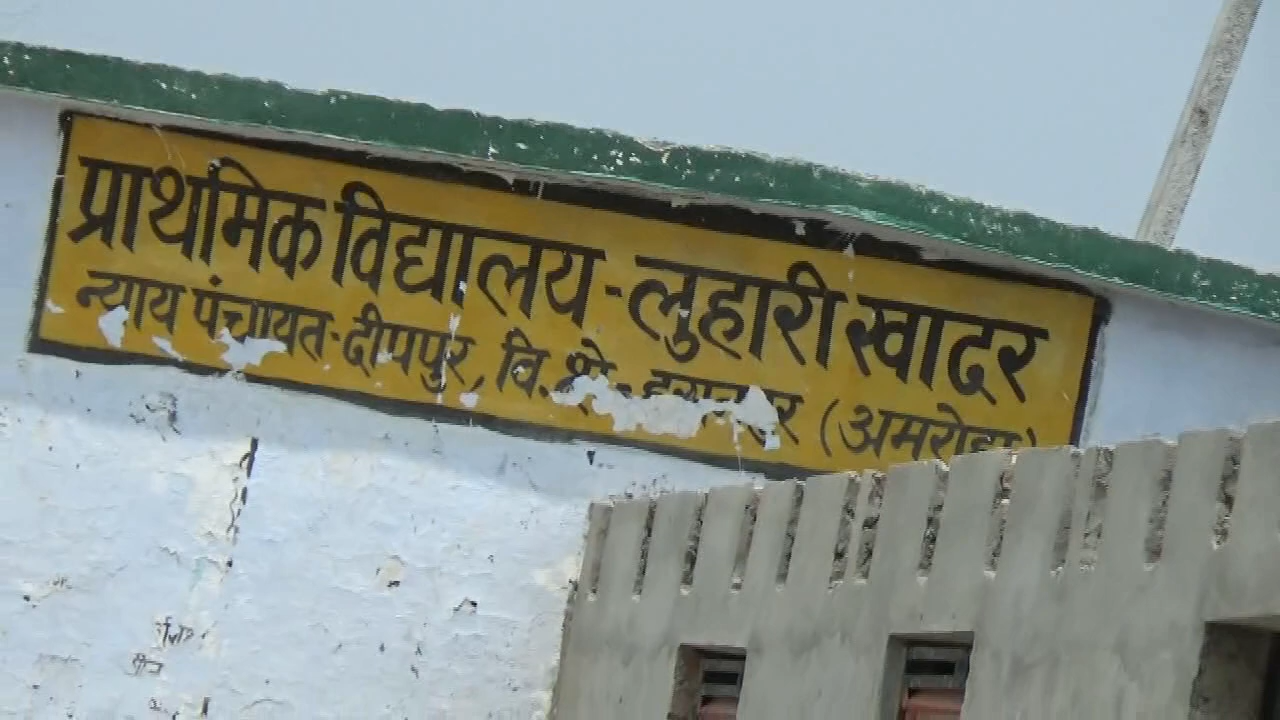 प्राथमिक विद्यालय - लुहारी खादर
न्याय पंचायत - दीपपुर, वि. क्षे. (अमरोहा)